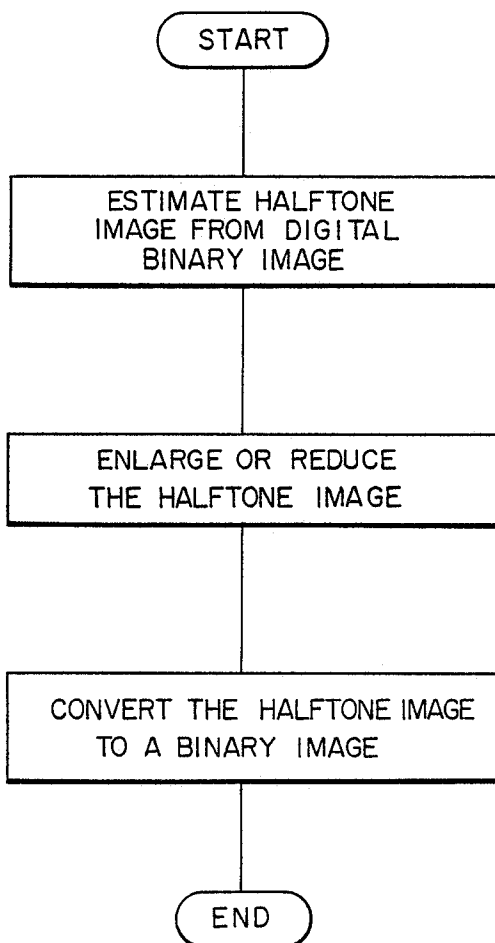 START
ESTIMATE HALFTONE
IMAGE FROM DIGITAL
BINARY IMAGE
ENLARGE OR REDUCE
THE HALFTONE IMAGE
CONVERT THE HALFTONE IMAGE
TO A BINARY IMAGE
END